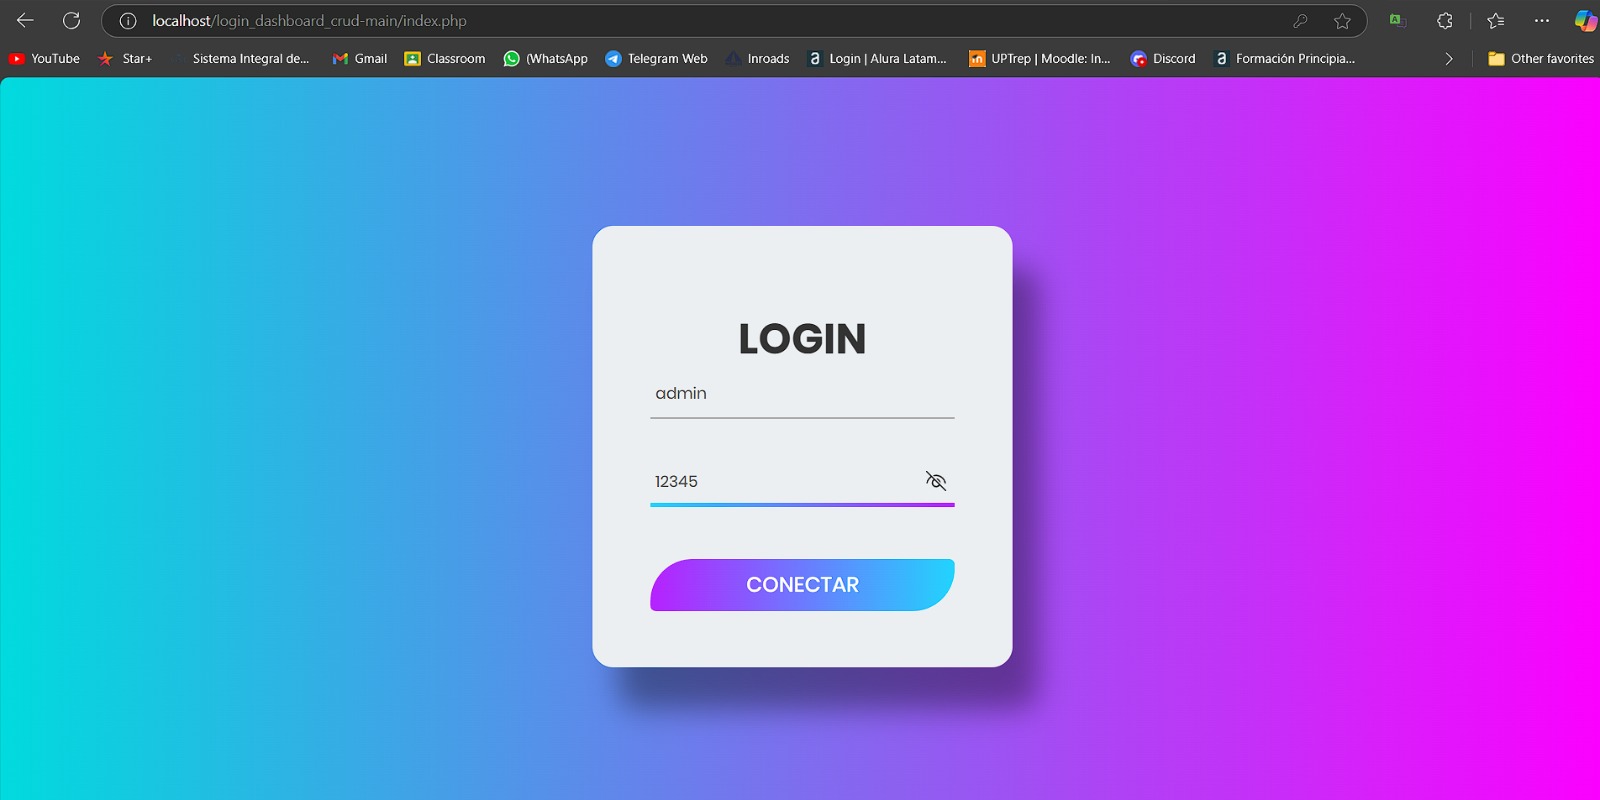 localhost/login_dashboard_crud-main/index.php
YouTube Star+ Sistema Integral de... Gmail Classroom (WhatsApp Telegram Web Inroads Login | Alura Latam... UPTrep | Moodle: In... Discord Formación Principia... Other favorites
LOGIN
admin
12345
CONECTAR